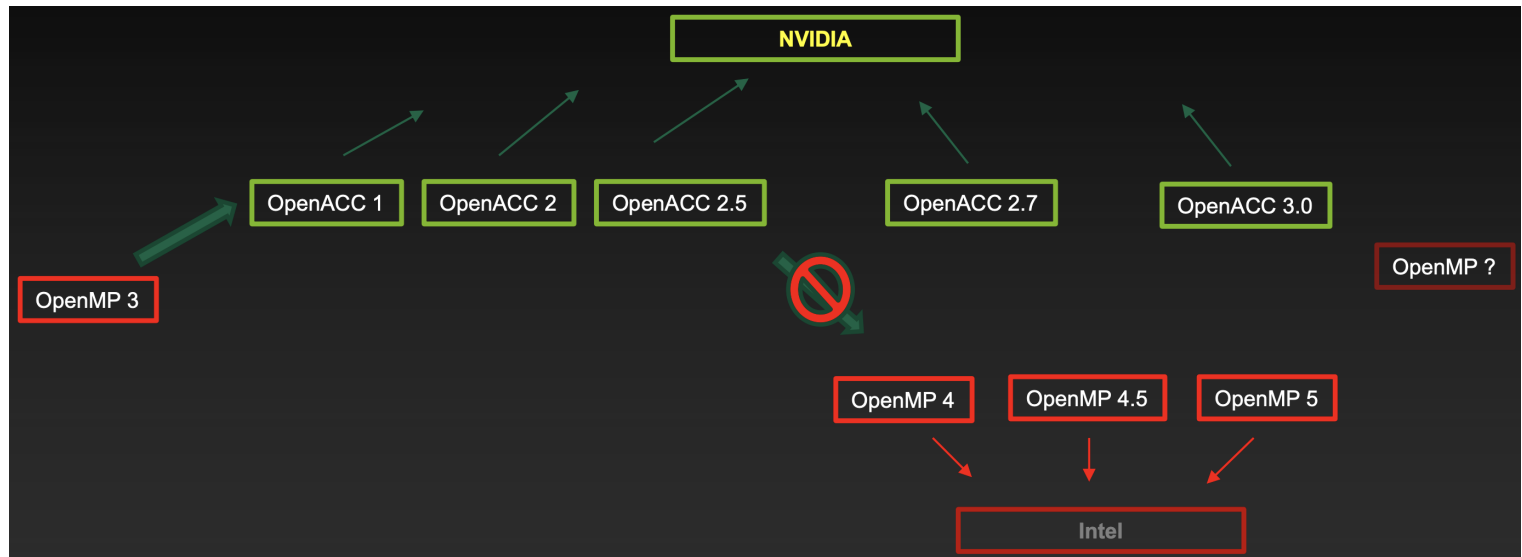 NVIDIA
OpenACC 1
OpenACC 2
OpenACC 2.5
OpenACC 2.7
OpenACC 3.0
OpenMP ?
OpenMP 3
OpenMP 4
OpenMP 4.5
OpenMP 5
Intel